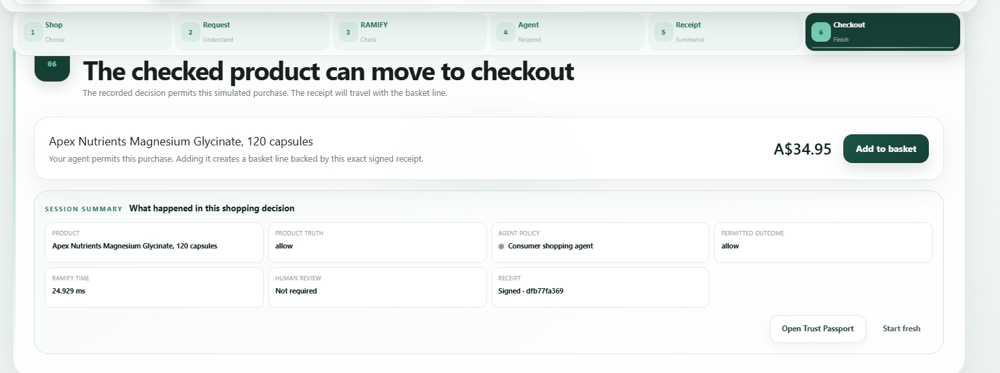 1
Shop
Choose
2
Request
Understand
3
RAMIFY
Check
4
Agent
Respond
5
Receipt
Summarise
6
Checkout
Finish
06
The checked product can move to checkout
The recorded decision permits this simulated purchase. The receipt will travel with the basket line.
Apex Nutrients Magnesium Glycinate, 120 capsules
Your agent permits this purchase. Adding it creates a basket line backed by this exact signed receipt.
A$34.95
Add to basket
SESSION SUMMARY What happened in this shopping decision
PRODUCT
Apex Nutrients Magnesium Glycinate, 120 capsules
PRODUCT TRUTH
allow
AGENT POLICY
Consumer shopping agent
PERMITTED OUTCOME
allow
RAMIFY TIME
24.929 ms
HUMAN REVIEW
Not required
RECEIPT
Signed · dfb77fa369
Open Trust Passport
Start fresh